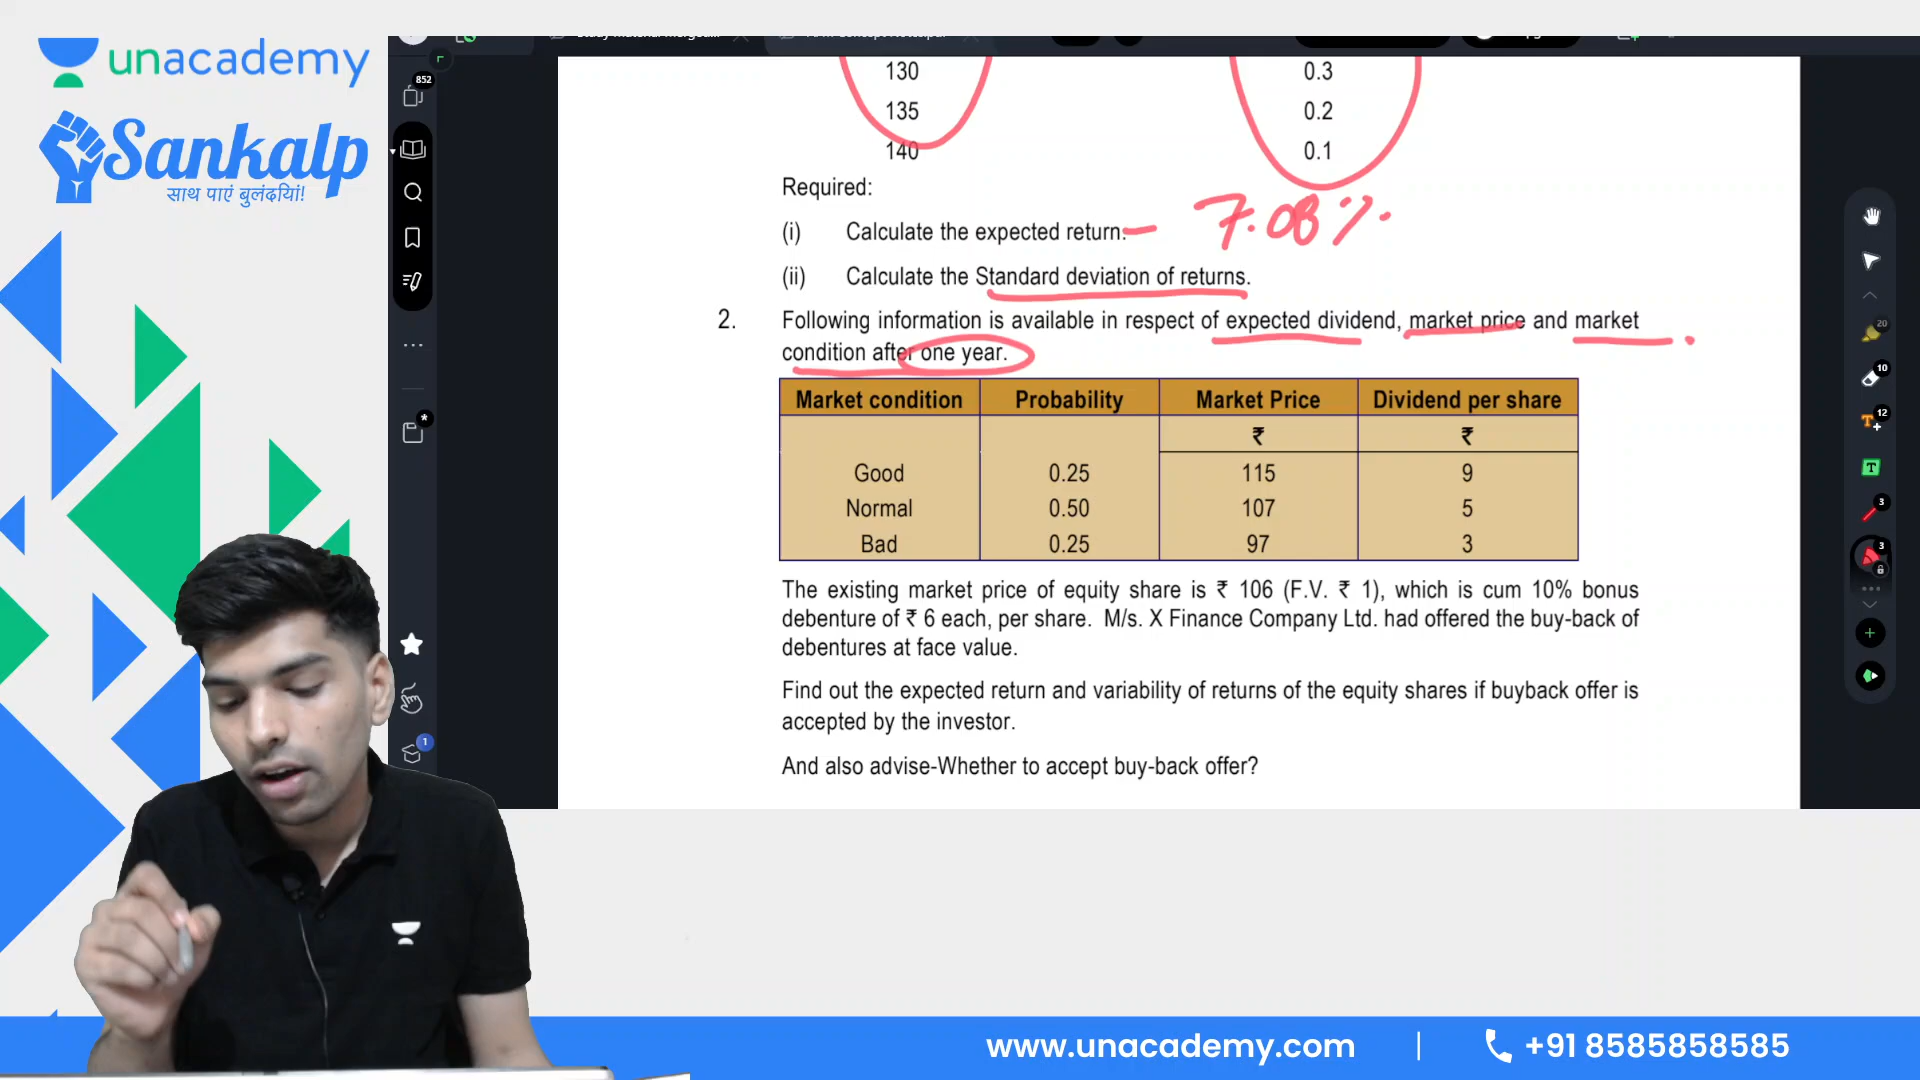 unacademy
Sankalp
साथ पाएं बुलंदियां!
852
130 0.3
135 0.2
140 0.1
Required:
(i) Calculate the expected return. 7.08%
(ii) Calculate the Standard deviation of returns.
2. Following information is available in respect of expected dividend, market price and market
condition after one year.
Market condition Probability Market Price Dividend per share
₹ ₹
Good 0.25 115 9
Normal 0.50 107 5
Bad 0.25 97 3
The existing market price of equity share is ₹ 106 (F.V. ₹ 1), which is cum 10% bonus
debenture of ₹ 6 each, per share. M/s. X Finance Company Ltd. had offered the buy-back of
debentures at face value.
Find out the expected return and variability of returns of the equity shares if buyback offer is
accepted by the investor.
And also advise-Whether to accept buy-back offer?
20
10
12
T
T
3
3
1
www.unacademy.com | +91 8585858585